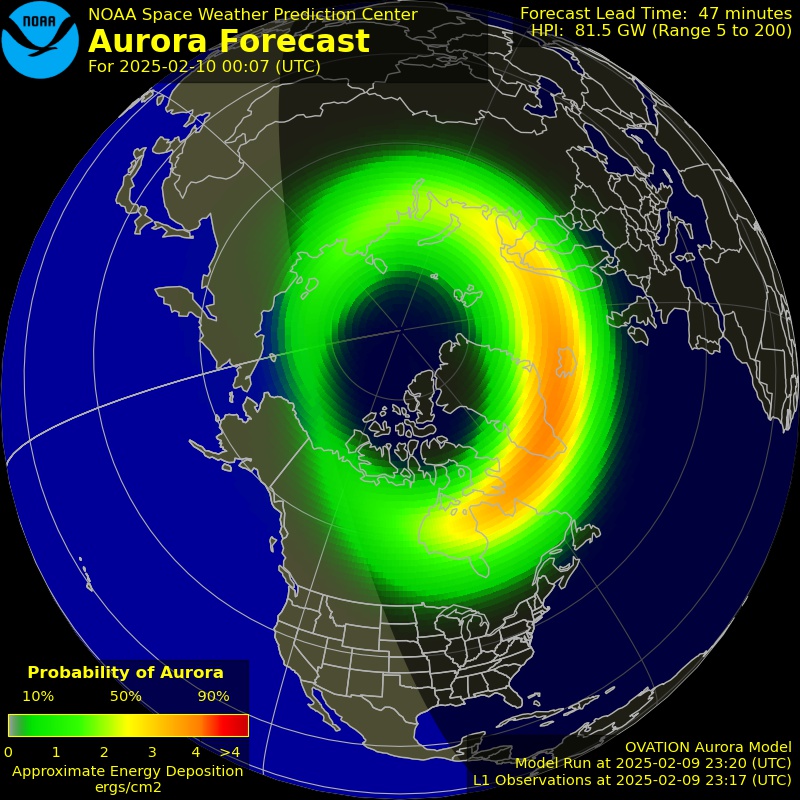 NOAA
NOAA Space Weather Prediction Center
Aurora Forecast
For 2025-02-10 00:07 (UTC)
Forecast Lead Time: 47 minutes
HPI: 81.5 GW (Range 5 to 200)
Probability of Aurora
10% 50% 90%
0 1 2 3 4 >4
Approximate Energy Deposition
ergs/cm2
OVATION Aurora Model
Model Run at 2025-02-09 23:20 (UTC)
L1 Observations at 2025-02-09 23:17 (UTC)